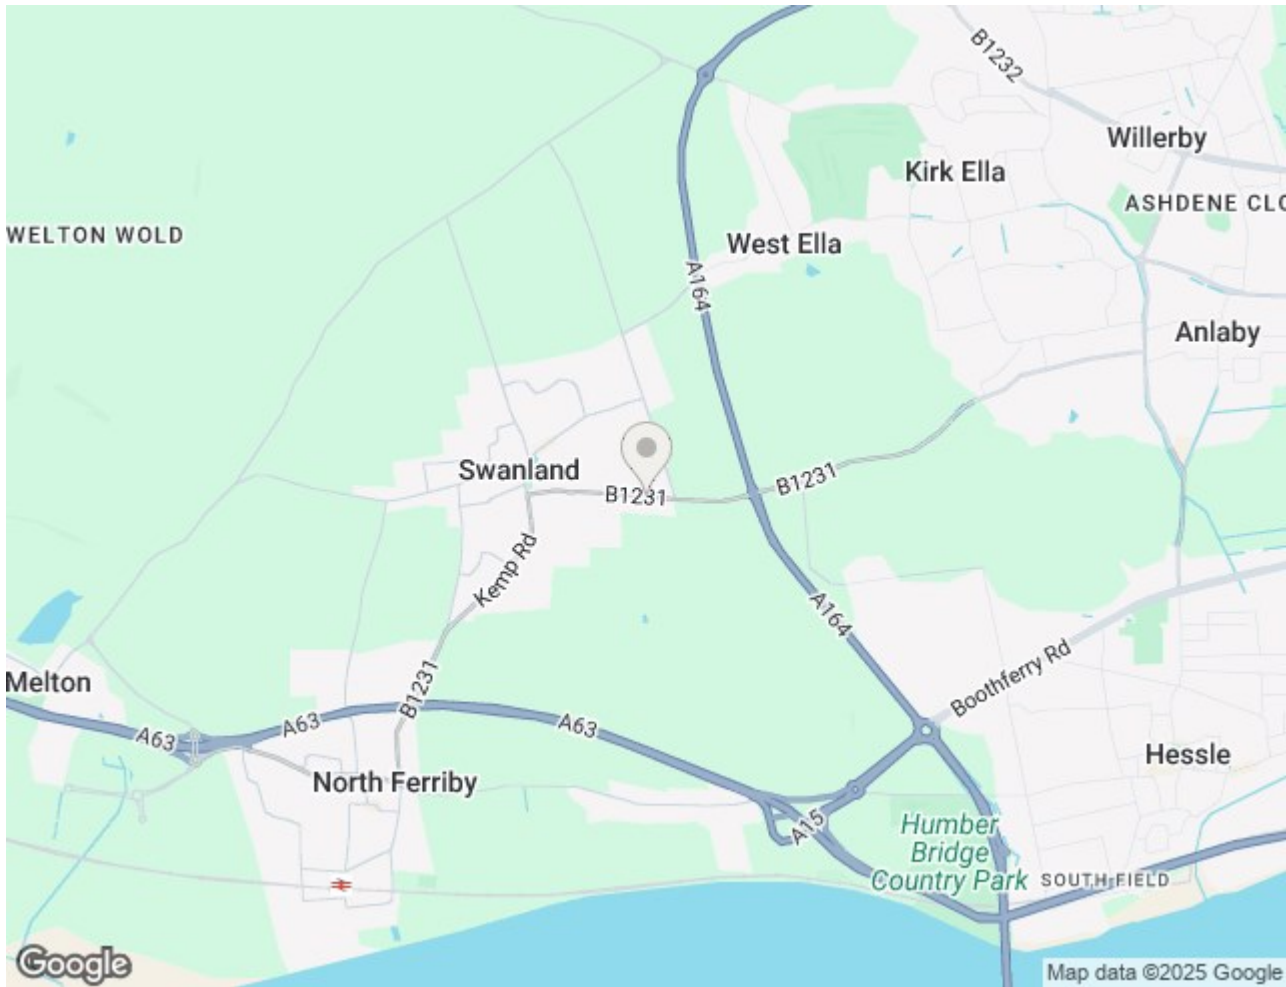 B1232
Willerby
Kirk Ella
ASHDENE CLO
WELTON WOLD
West Ella
A164
Anlaby
Swanland
B1231
B1231
Kemp Rd
A164
Boothferry Rd
Melton
B1231
A63
A63
A63
Hessle
North Ferriby
A15
Humber
Bridge
Country Park
SOUTH FIELD
Google
Map data ©2025 Google